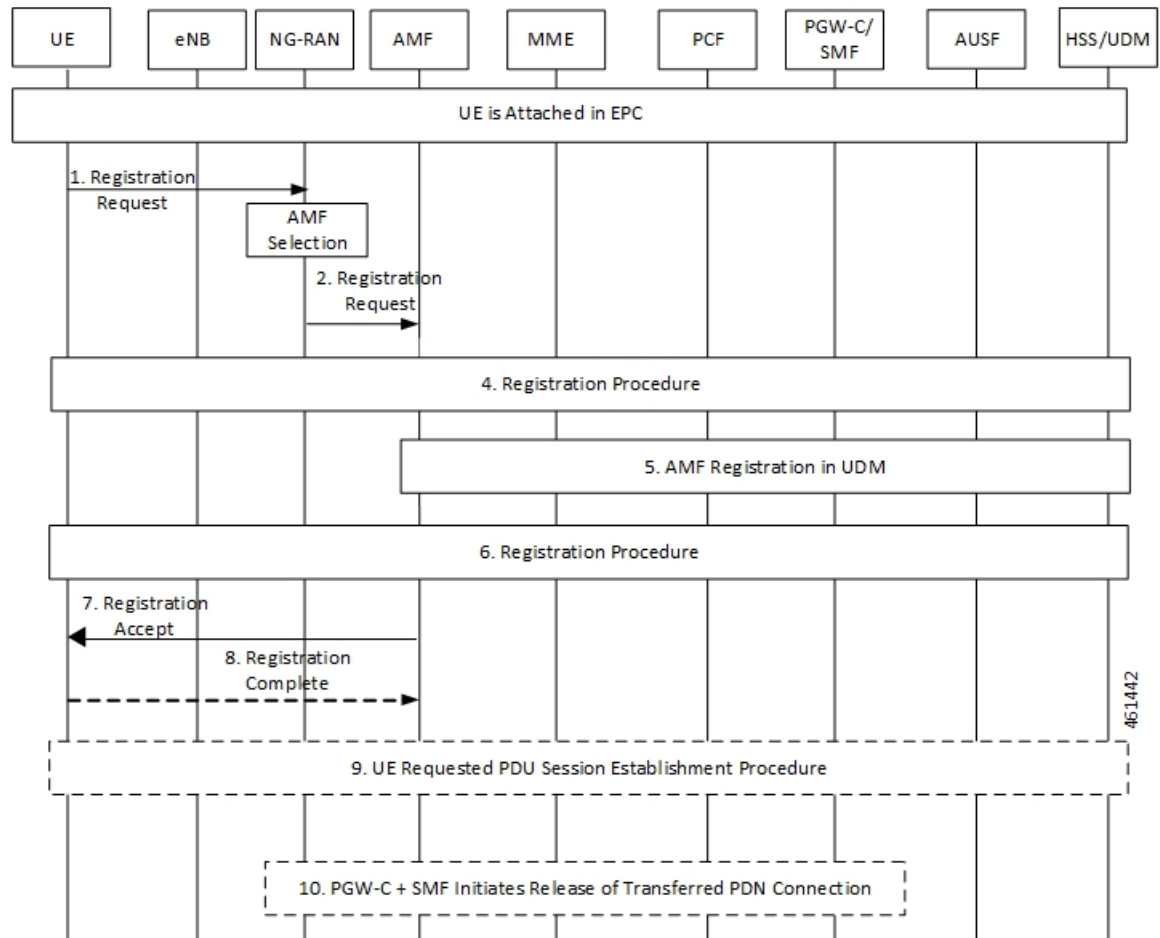 UE
eNB
NG-RAN
AMF
MME
PCF
PGW-C/
SMF
AUSF
HSS/UDM
UE is Attached in EPC
1. Registration
Request
AMF
Selection
2. Registration
Request
4. Registration Procedure
5. AMF Registration in UDM
6. Registration Procedure
7. Registration
Accept
8. Registration
Complete
461442
9. UE Requested PDU Session Establishment Procedure
10. PGW-C + SMF Initiates Release of Transferred PDN Connection